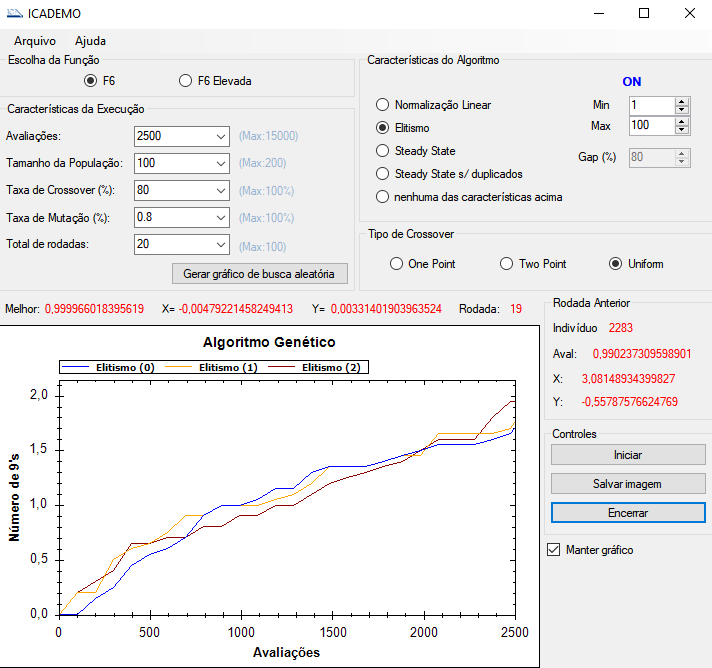 ICADEMO
Arquivo Ajuda
Escolha da Função
F6 F6 Elevada
Características da Execução
Avaliações: 2500 (Max:15000)
Tamanho da População: 100 (Max:200)
Taxa de Crossover (%): 80 (Max:100%)
Taxa de Mutação (%): 0.8 (Max:100%)
Total de rodadas: 20 (Max:100)
Gerar gráfico de busca aleatória
Características do Algoritmo
ON
Normalização Linear
Elitismo
Steady State
Steady State s/ duplicados
nenhuma das características acima
Min 1
Max 100
Gap (%) 80
Tipo de Crossover
One Point Two Point Uniform
Melhor: 0,999966018395619 X= -0,00479221458249413 Y= 0,00331401903963524 Rodada: 19
Algoritmo Genético
Elitismo (0) Elitismo (1) Elitismo (2)
Número de 9's
2,0
1,5
1,0
0,5
0,0
0 500 1000 1500 2000 2500
Avaliações
Rodada Anterior
Indivíduo 2283
Aval: 0,990237309598901
X: 3,08148934399827
Y: -0,55787576624769
Controles
Iniciar
Salvar imagem
Encerrar
Manter gráfico